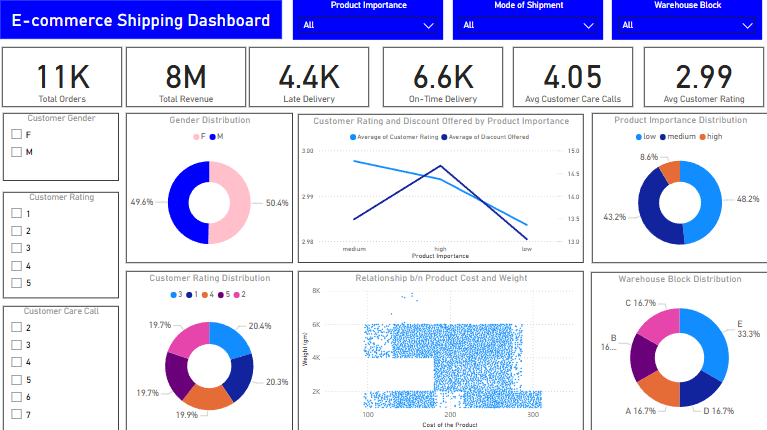 E-commerce Shipping Dashboard
Product Importance
All
Mode of Shipment
All
Warehouse Block
All
11K
Total Orders
8M
Total Revenue
4.4K
Late Delivery
6.6K
On-Time Delivery
4.05
Avg Customer Care Calls
2.99
Avg Customer Rating
Customer Gender
F
M
Customer Rating
1
2
3
4
5
Customer Care Call
2
3
4
5
6
7
Gender Distribution
F M
49.6%
50.4%
Customer Rating and Discount Offered by Product Importance
Average of Customer Rating Average of Discount Offered
3.00
2.99
2.98
15.0
14.5
14.0
13.5
13.0
medium high low
Product Importance
Product Importance Distribution
low medium high
8.6%
48.2%
43.2%
Customer Rating Distribution
3 1 4 5 2
19.7%
20.4%
20.3%
19.7%
19.9%
Relationship b/n Product Cost and Weight
8K
6K
4K
2K
Weight (gm)
100 200 300
Cost of the Product
Warehouse Block Distribution
C 16.7%
E
33.3%
B
16...
A 16.7%
D 16.7%